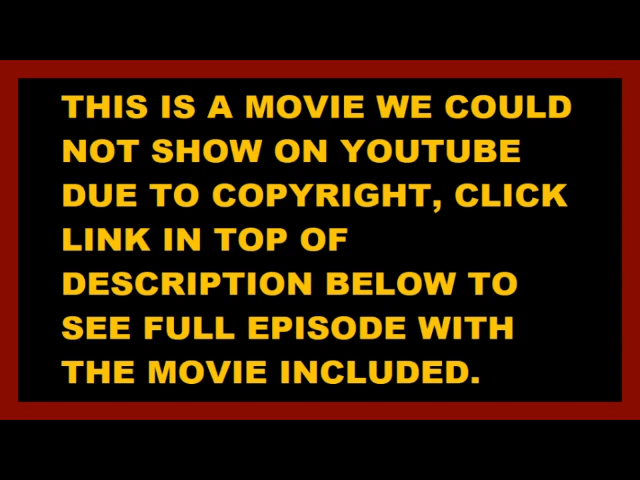 THIS IS A MOVIE WE COULD
NOT SHOW ON YOUTUBE
DUE TO COPYRIGHT, CLICK
LINK IN TOP OF
DESCRIPTION BELOW TO
SEE FULL EPISODE WITH
THE MOVIE INCLUDED.